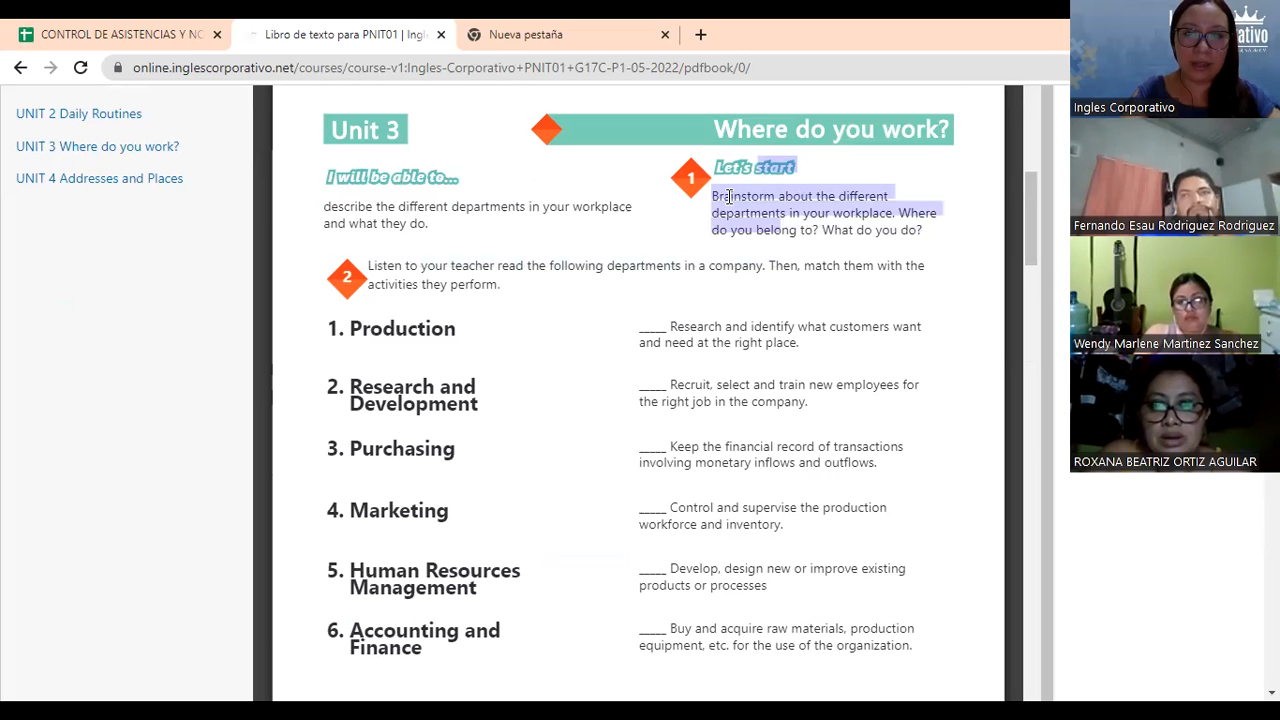 CONTROL DE ASISTENCIAS Y NC
Libro de texto para PNIT01 | Ingl
Nueva pestaña
online.inglescorporativo.net/courses/course-v1:Ingles-Corporativo+PNIT01+G17C-P1-05-2022/pdfbook/0/
UNIT 2 Daily Routines
UNIT 3 Where do you work?
UNIT 4 Addresses and Places
Unit 3
Where do you work?
I will be able to...
describe the different departments in your workplace
and what they do.
1
Let's start
Brainstorm about the different
departments in your workplace. Where
do you belong to? What do you do?
2
Listen to your teacher read the following departments in a company. Then, match them with the
activities they perform.
1. Production
_____ Research and identify what customers want
and need at the right place.
2. Research and
Development
_____ Recruit, select and train new employees for
the right job in the company.
3. Purchasing
_____ Keep the financial record of transactions
involving monetary inflows and outflows.
4. Marketing
_____ Control and supervise the production
workforce and inventory.
5. Human Resources
Management
_____ Develop, design new or improve existing
products or processes
6. Accounting and
Finance
_____ Buy and acquire raw materials, production
equipment, etc. for the use of the organization.
Ingles Corporativo
Fernando Esau Rodriguez Rodriguez
Wendy Marlene Martinez Sanchez
ROXANA BEATRIZ ORTIZ AGUILAR